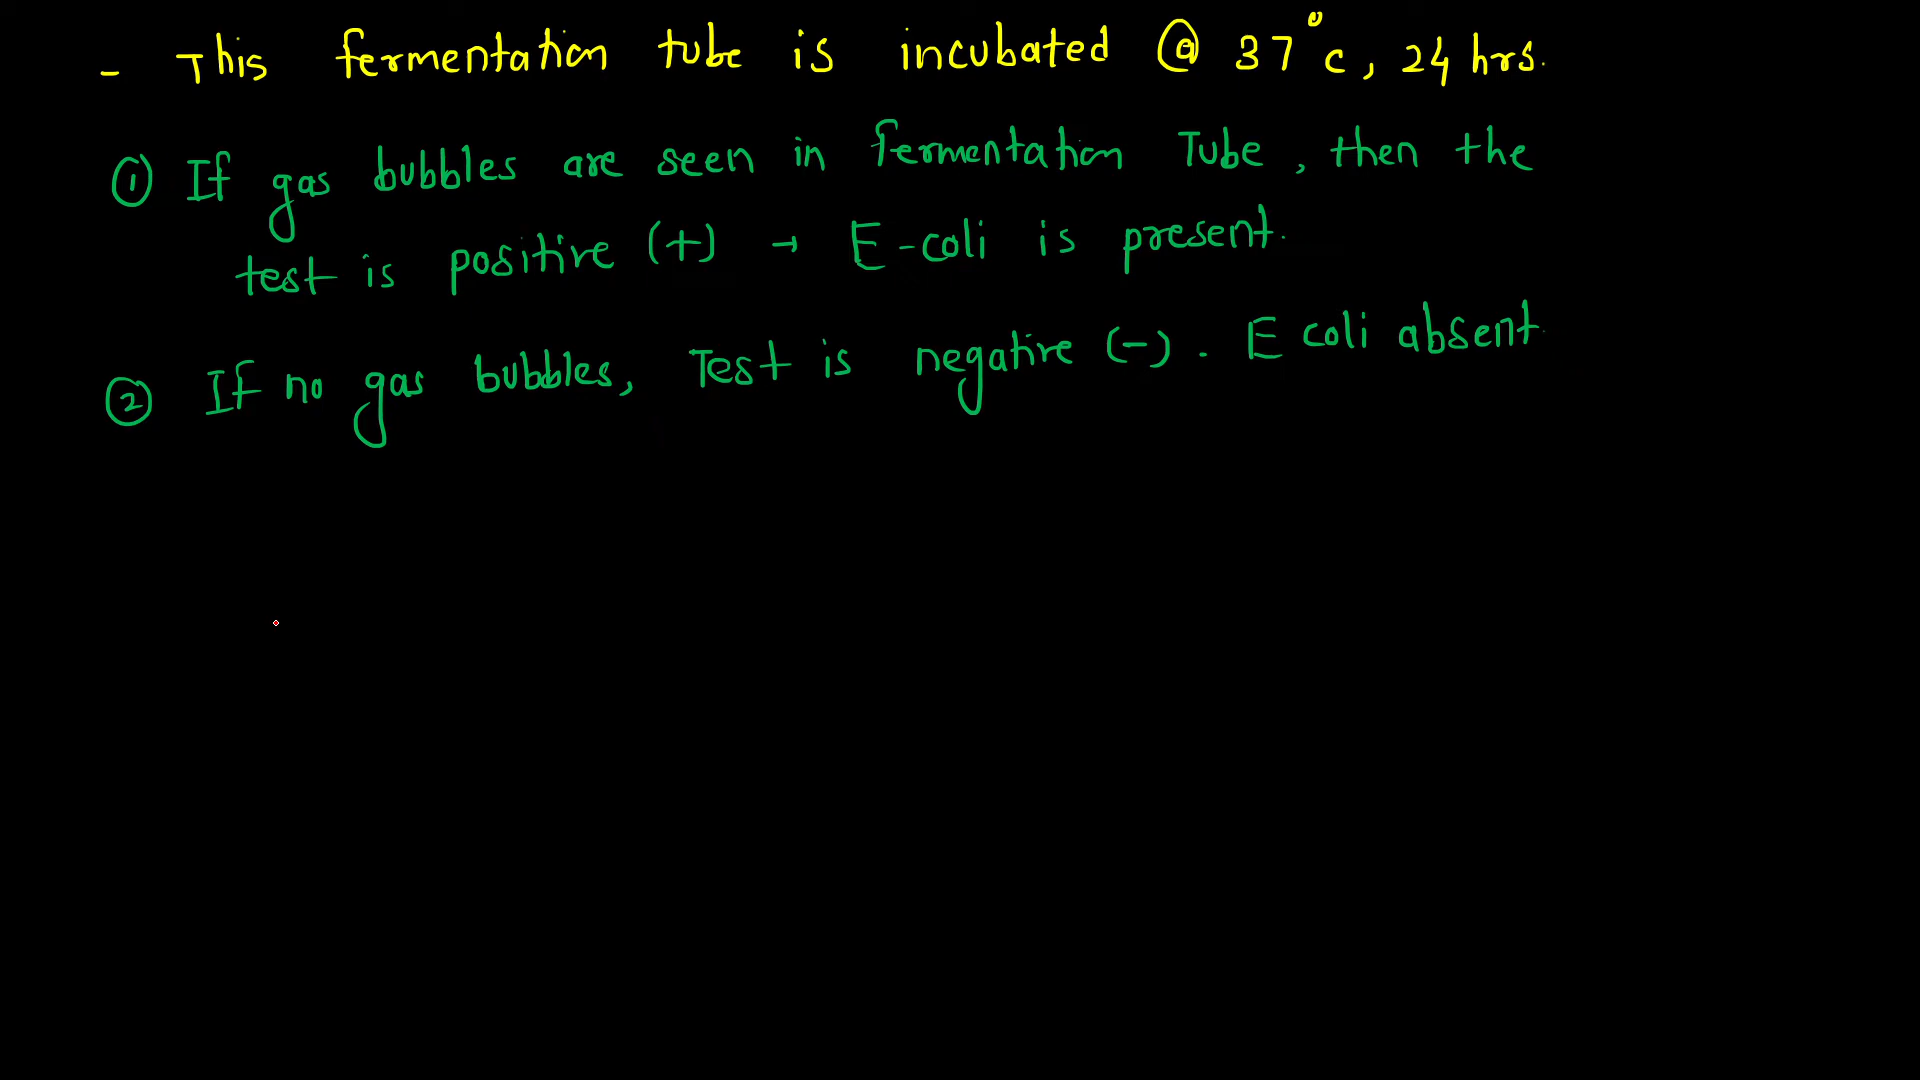 - This fermentation tube is incubated @ 37°c, 24 hrs.
① If gas bubbles are seen in fermentation Tube, then the
test is positive (+) → E-coli is present.
② If no gas bubbles, Test is negative (-). E coli absent.